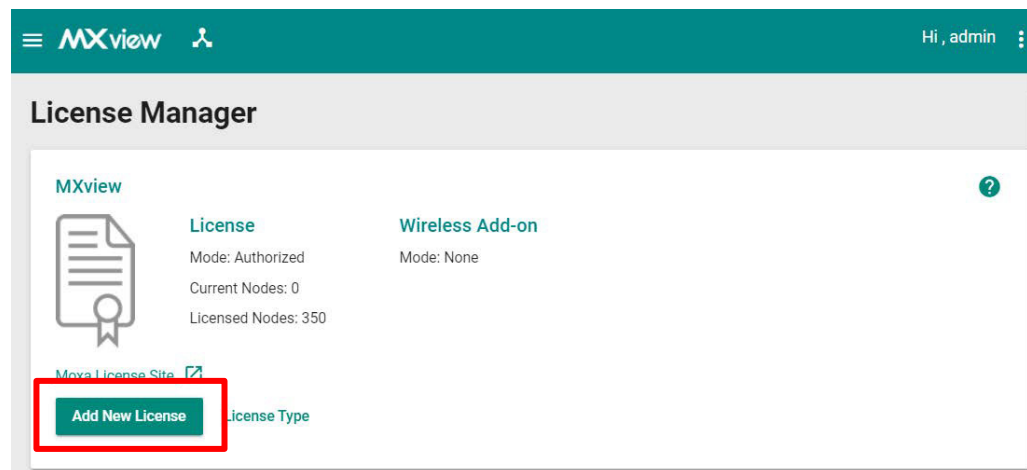 MXview
Hi , admin
License Manager
MXview
License
Wireless Add-on
Mode: Authorized
Mode: None
Current Nodes: 0
Licensed Nodes: 350
Moxa License Site
Add New License
License Type